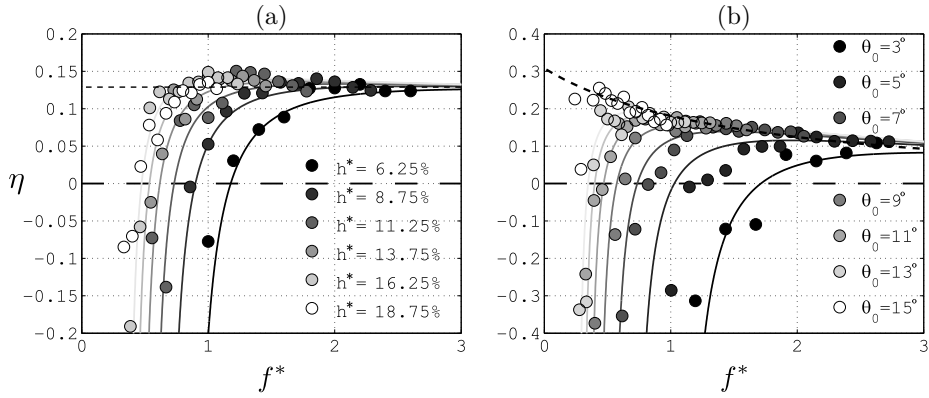 (a)
0.2
0.15
0.1
0.05
0
-0.05
-0.1
-0.15
-0.2
η
0
1
2
3
f*
h*= 6.25%
h*= 8.75%
h*= 11.25%
h*= 13.75%
h*= 16.25%
h*= 18.75%
(b)
0.4
0.3
0.2
0.1
0
0.1
0.2
0.3
0.4
0
1
2
3
f*
θ₀=3°
θ₀=5°
θ₀=7°
θ₀=9°
θ₀=11°
θ₀=13°
θ₀=15°